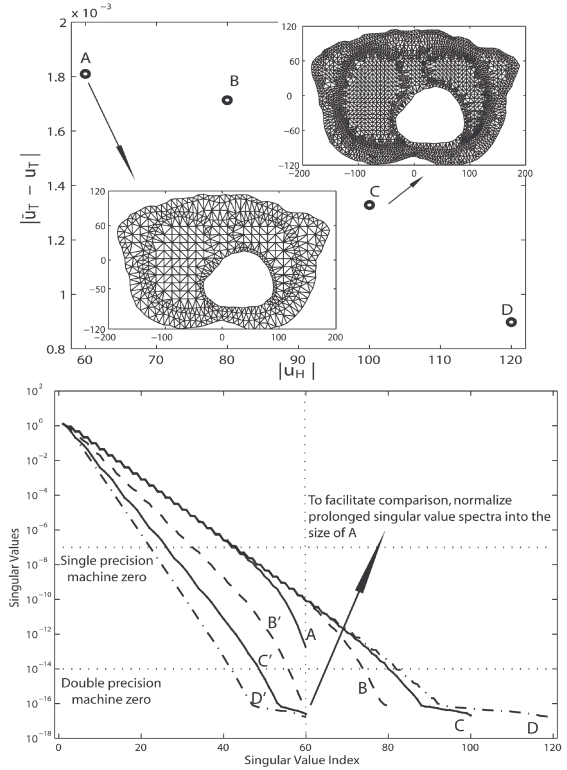 2 x 10⁻³
1.8
1.6
1.4
1.2
1
0.8
|ūT − uT|
A
B
C
D
120
60
0
−60
−120
−200
−100
0
100
200
120
60
0
−50
−120
−200
−100
0
100
200
60
70
80
90
100
110
120
|uH|
10²
10⁰
10⁻²
10⁻⁴
10⁻⁶
10⁻⁸
10⁻¹⁰
10⁻¹²
10⁻¹⁴
10⁻¹⁶
10⁻¹⁸
Singular Values
To facilitate comparison, normalize
prolonged singular value spectra into the
size of A
Single precision
machine zero
Double precision
machine zero
B′
A
C′
D′
B
C
D
0
20
40
60
80
100
120
Singular Value Index